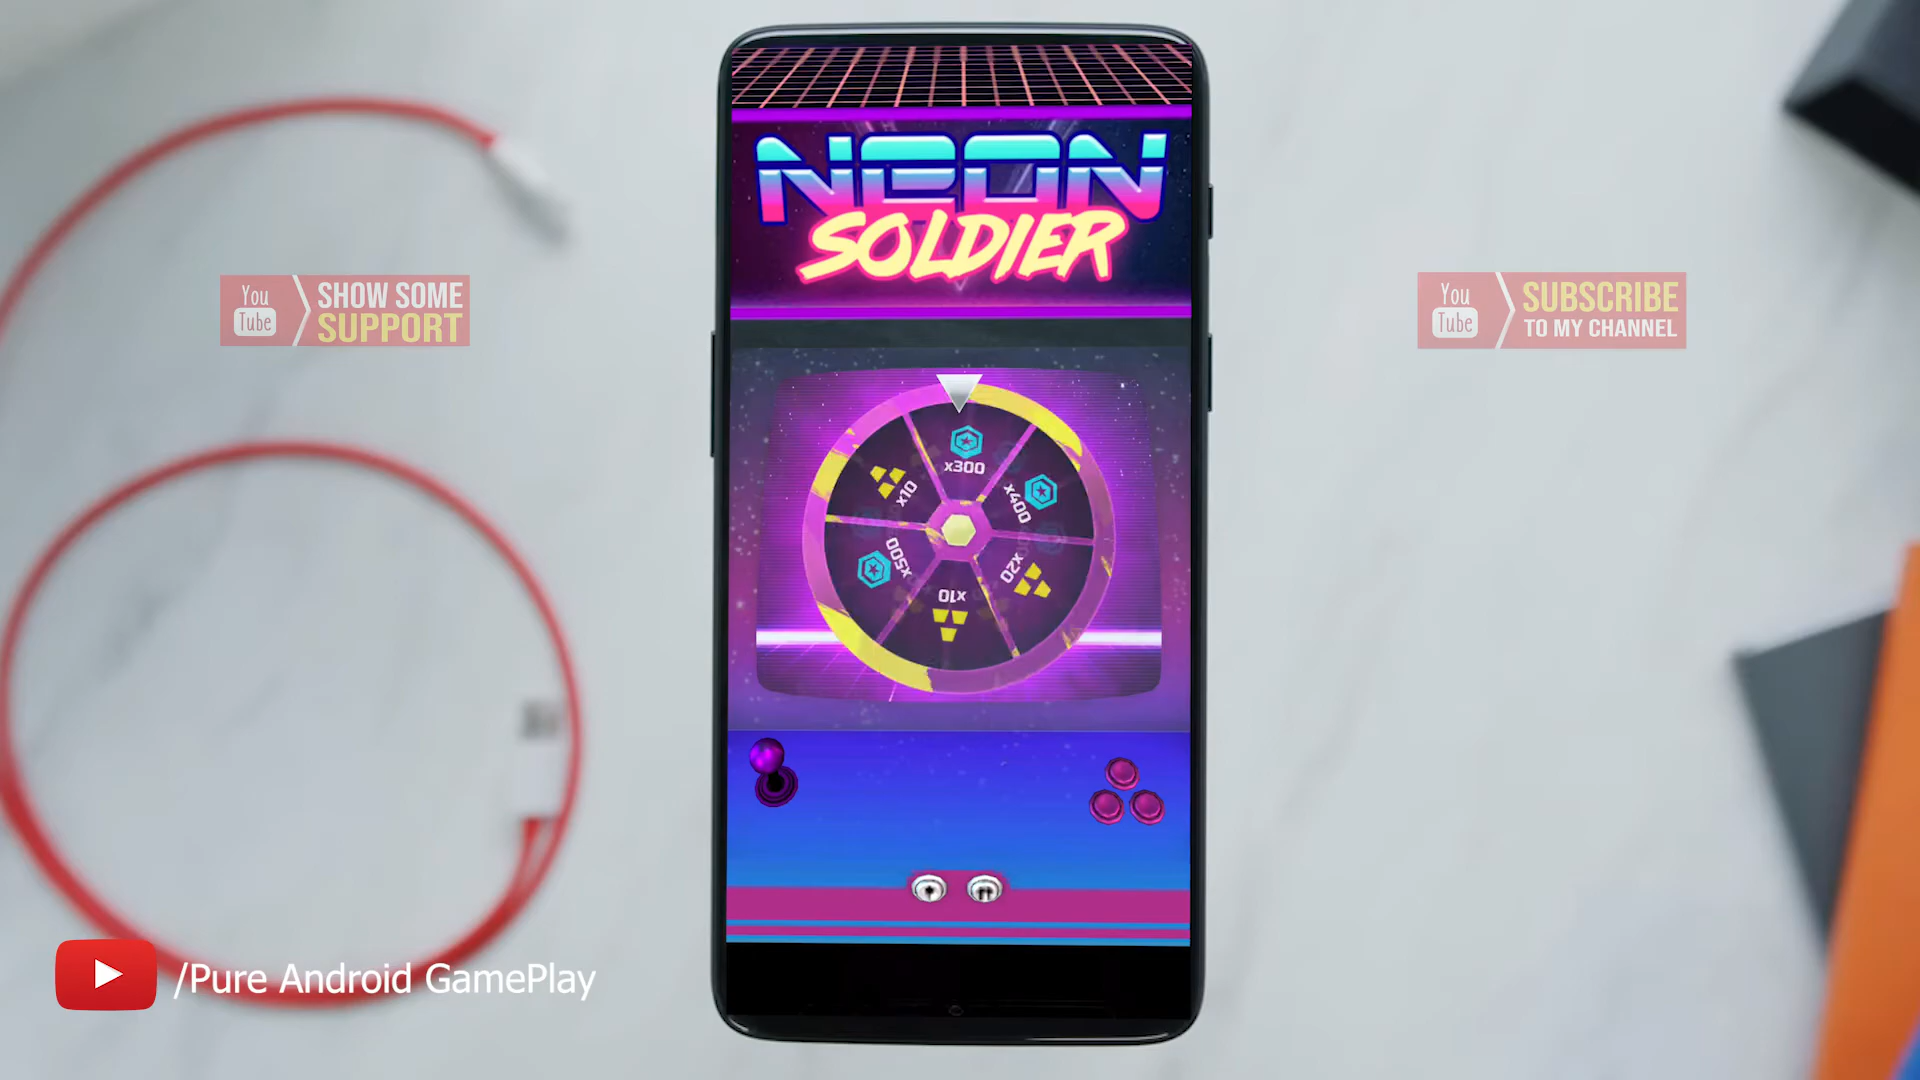 NEON
SOLDIER
You
Tube
SHOW SOME
SUPPORT
You
Tube
SUBSCRIBE
TO MY CHANNEL
x300
x10
x400
x500
x20
x10
/Pure Android GamePlay